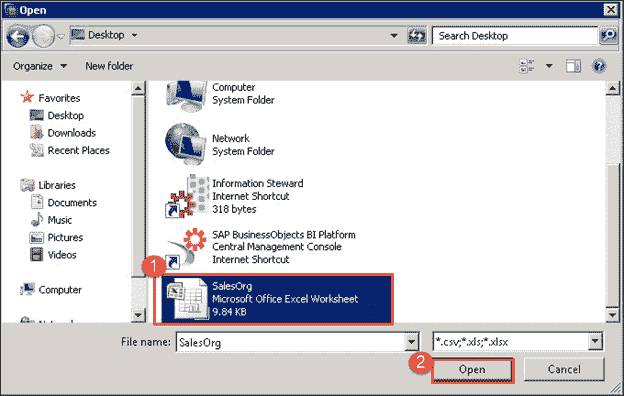 Open
Desktop
Search Desktop
Organize
New folder
Favorites
Desktop
Downloads
Recent Places
Libraries
Documents
Music
Pictures
Videos
Computer
Computer
System Folder
Network
System Folder
Information Steward
Internet Shortcut
318 bytes
SAP BusinessObjects BI Platform
Central Management Console
Internet Shortcut
1
SalesOrg
Microsoft Office Excel Worksheet
9.84 KB
File name:
SalesOrg
*.csv;*.xls;*.xlsx
2
Open
Cancel